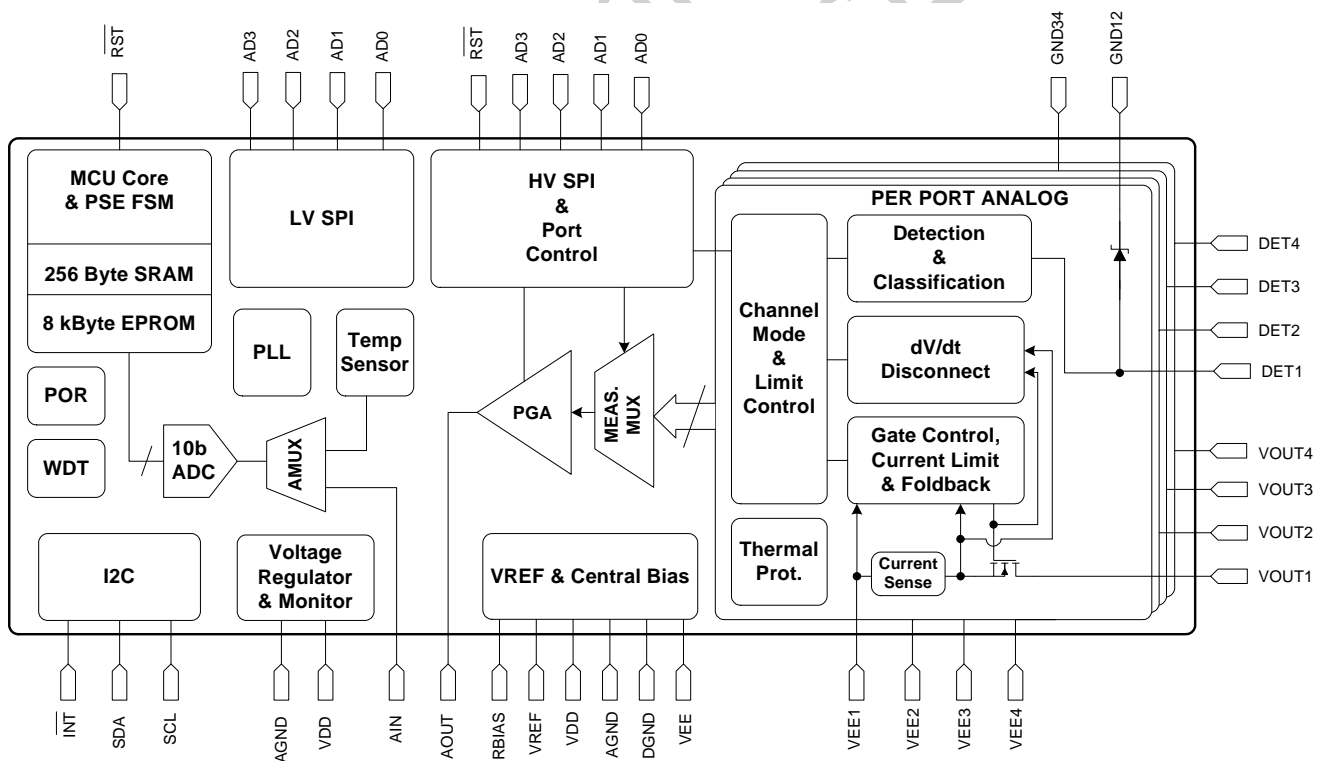 RST
AD3
AD2
AD1
AD0
RST
AD3
AD2
AD1
AD0
GND34
GND12
MCU Core
& PSE FSM
256 Byte SRAM
8 kByte EPROM
LV SPI
HV SPI
&
Port
Control
PER PORT ANALOG
Detection
&
Classification
Channel
Mode
&
Limit
Control
dV/dt
Disconnect
Gate Control,
Current Limit
& Foldback
Current
Sense
Thermal
Prot.
PLL
Temp
Sensor
POR
WDT
10b
ADC
AMUX
PGA
MEAS.
MUX
I2C
Voltage
Regulator
& Monitor
VREF & Central Bias
DET4
DET3
DET2
DET1
VOUT4
VOUT3
VOUT2
VOUT1
INT
SDA
SCL
AGND
VDD
AIN
AOUT
RBIAS
VREF
VDD
AGND
DGND
VEE
VEE1
VEE2
VEE3
VEE4